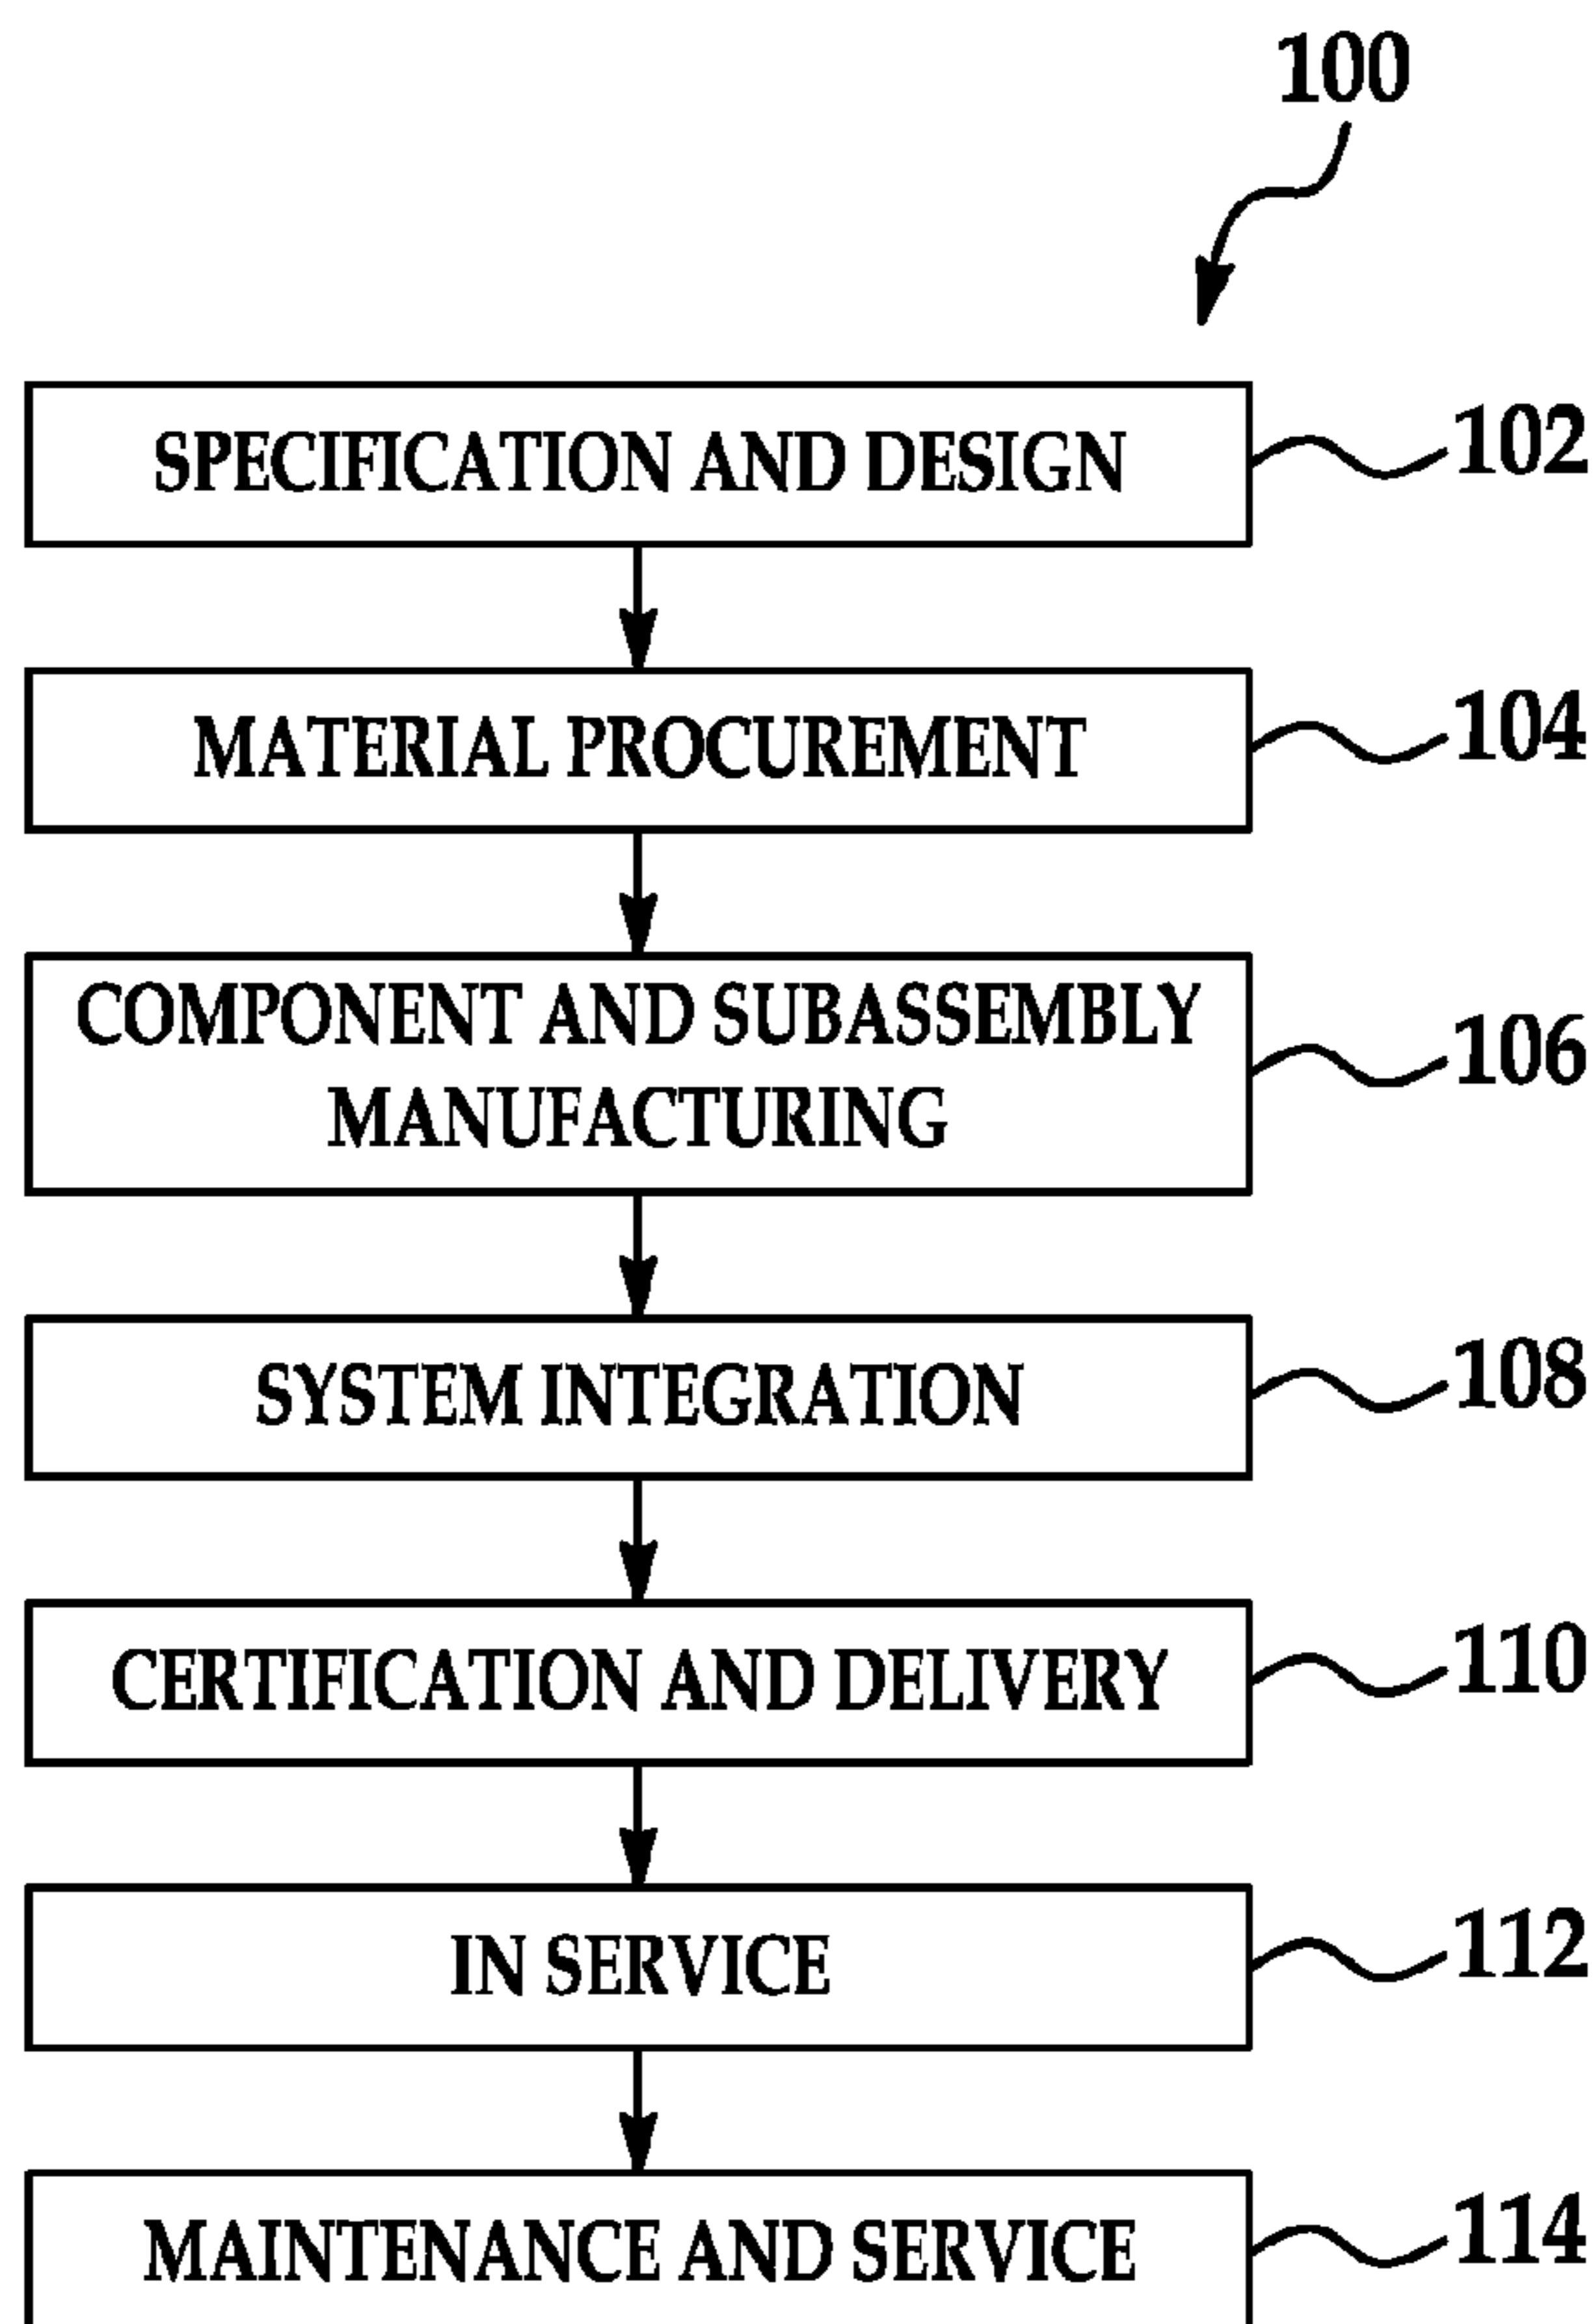 100
SPECIFICATION AND DESIGN 102
MATERIAL PROCUREMENT 104
COMPONENT AND SUBASSEMBLY
MANUFACTURING 106
SYSTEM INTEGRATION 108
CERTIFICATION AND DELIVERY 110
IN SERVICE 112
MAINTENANCE AND SERVICE 114